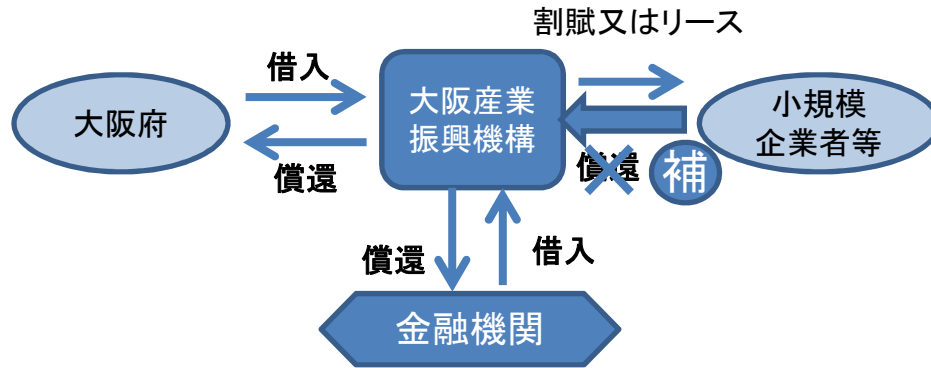 割賦又はリース
借入
大阪府
大阪産業
振興機構
小規模
企業者等
償還
償還
補
償還
借入
金融機関